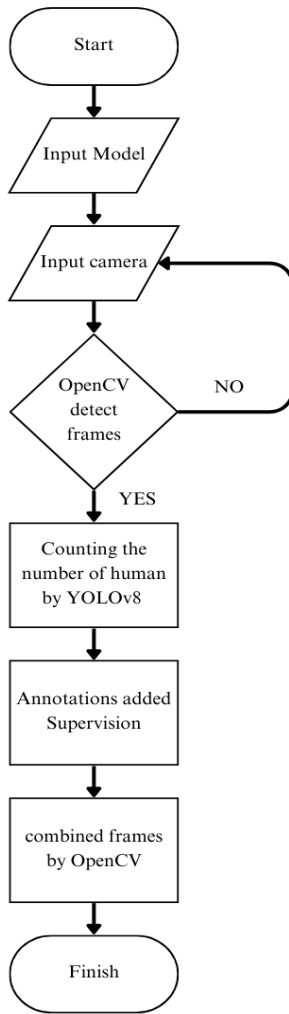 Start
Input Model
Input camera
OpenCV
detect
frames
NO
YES
Counting the
number of human
by YOLOv8
Annotations added
Supervision
combined frames
by OpenCV
Finish